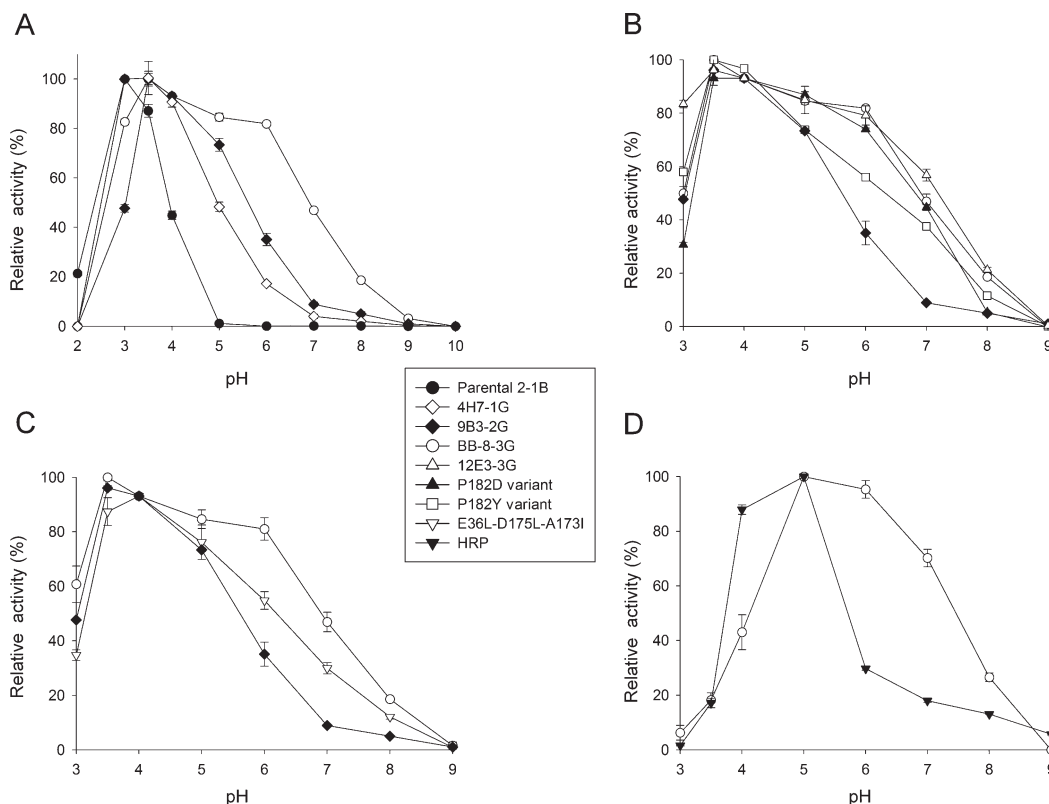 A
Relative activity (%)
100
80
60
40
20
0
2 3 4 5 6 7 8 9 10
pH
B
Relative activity (%)
100
80
60
40
20
0
3 4 5 6 7 8 9
pH
Parental 2-1B
4H7-1G
9B3-2G
BB-8-3G
12E3-3G
P182D variant
P182Y variant
E36L-D175L-A173I
HRP
C
Relative activity (%)
100
80
60
40
20
0
3 4 5 6 7 8 9
pH
D
Relative activity (%)
100
80
60
40
20
0
3 4 5 6 7 8 9
pH